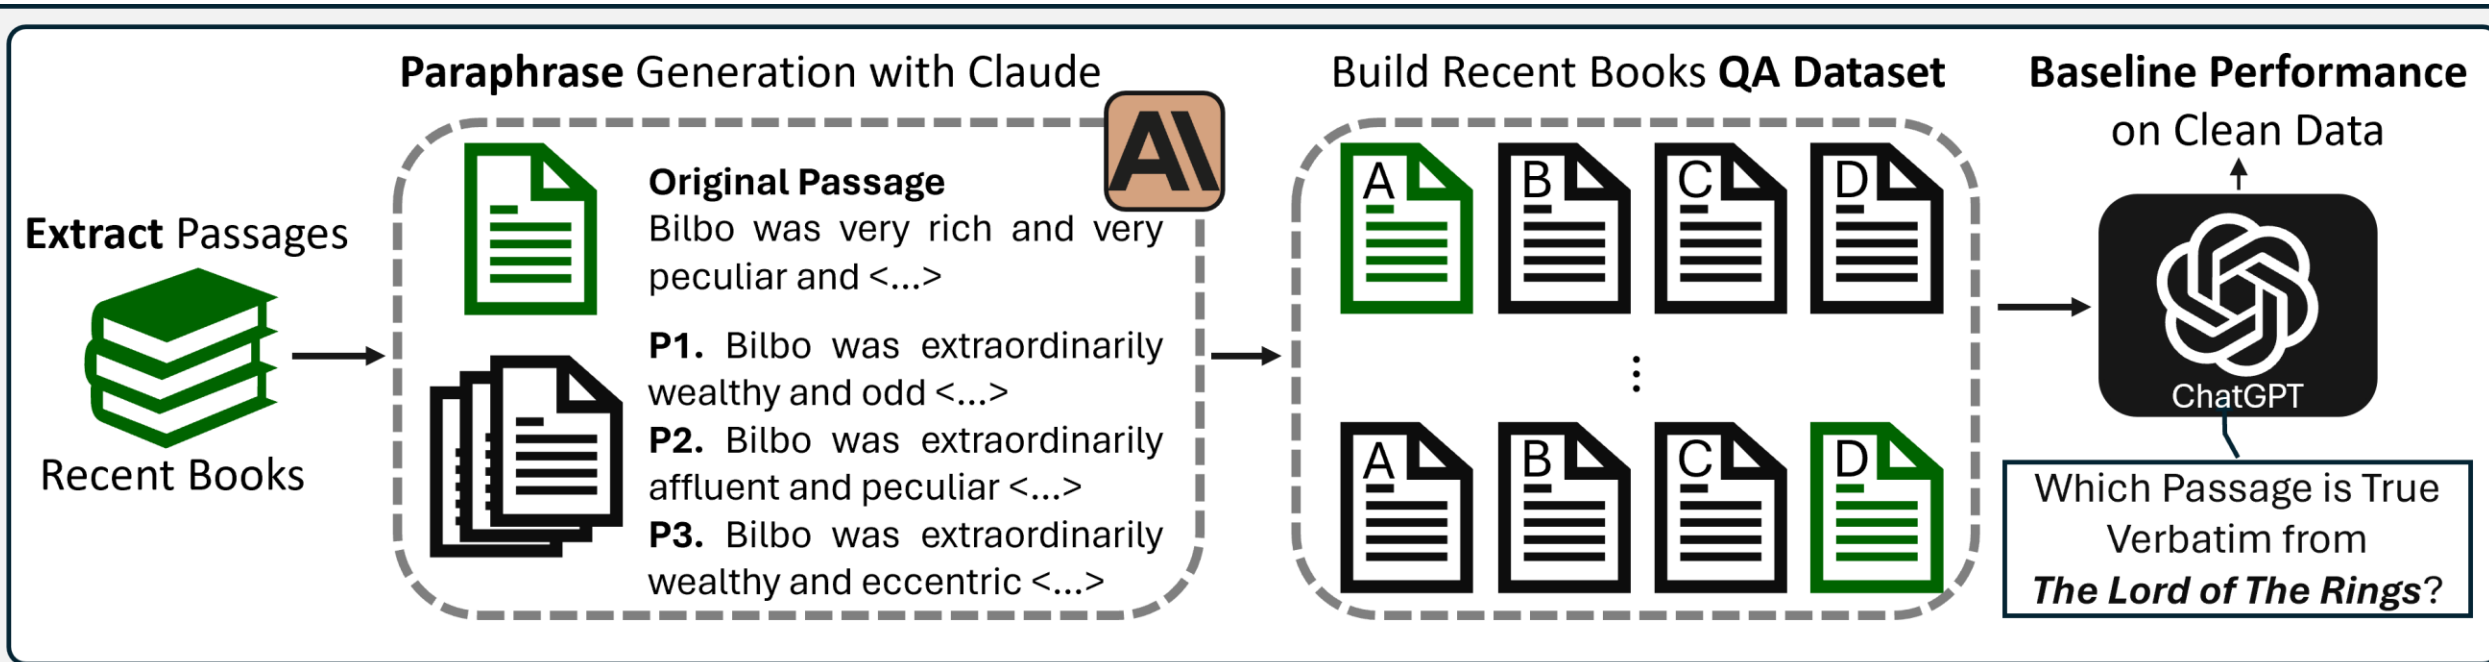 Extract Passages
Recent Books
Paraphrase Generation with Claude
A\
Original Passage
Bilbo was very rich and very
peculiar and <...>
P1. Bilbo was extraordinarily
wealthy and odd <...>
P2. Bilbo was extraordinarily
affluent and peculiar <...>
P3. Bilbo was extraordinarily
wealthy and eccentric <...>
Build Recent Books QA Dataset
A B C D
⋮
A B C D
Baseline Performance
on Clean Data
ChatGPT
Which Passage is True
Verbatim from
The Lord of The Rings?